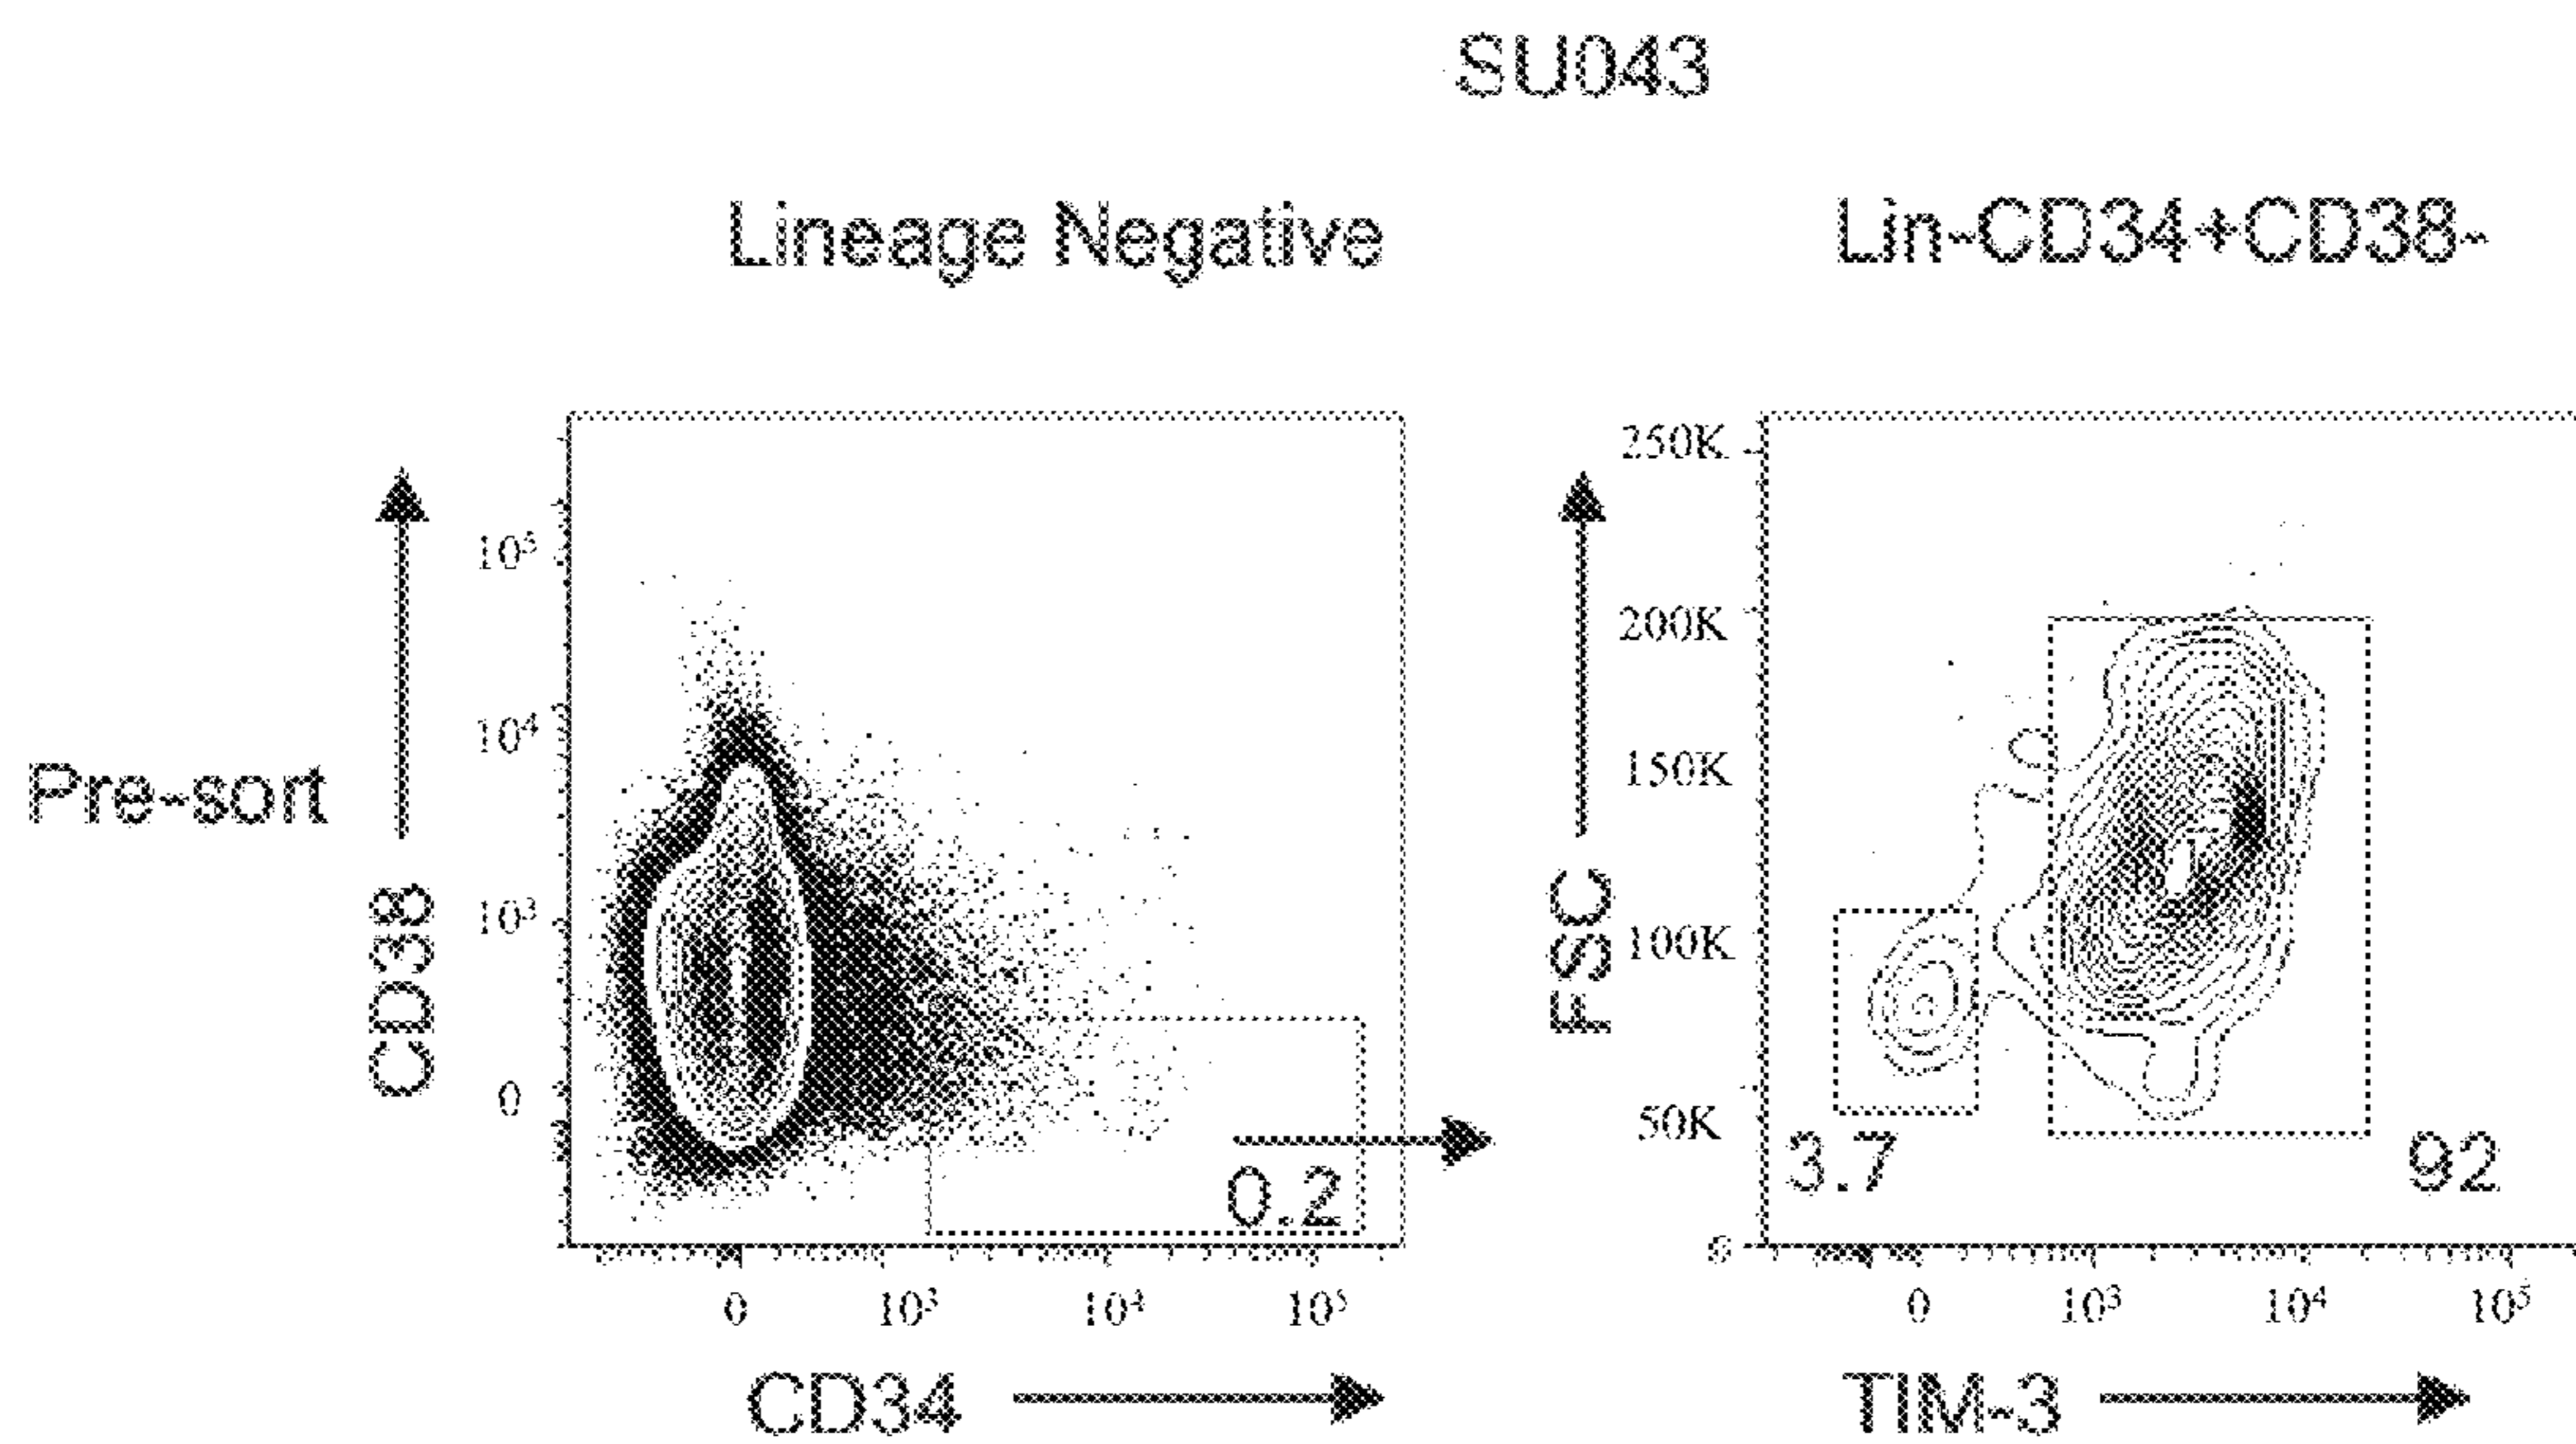 SU043
Lineage Negative
Lin-CD34+CD38-
Pre-sort
CD38
10⁵
10⁴
10³
0
0.2
0 10³ 10⁴ 10⁵
CD34
FSC
250K
200K
150K
100K
50K
0
3.7
92
0 10³ 10⁴ 10⁵
TIM-3